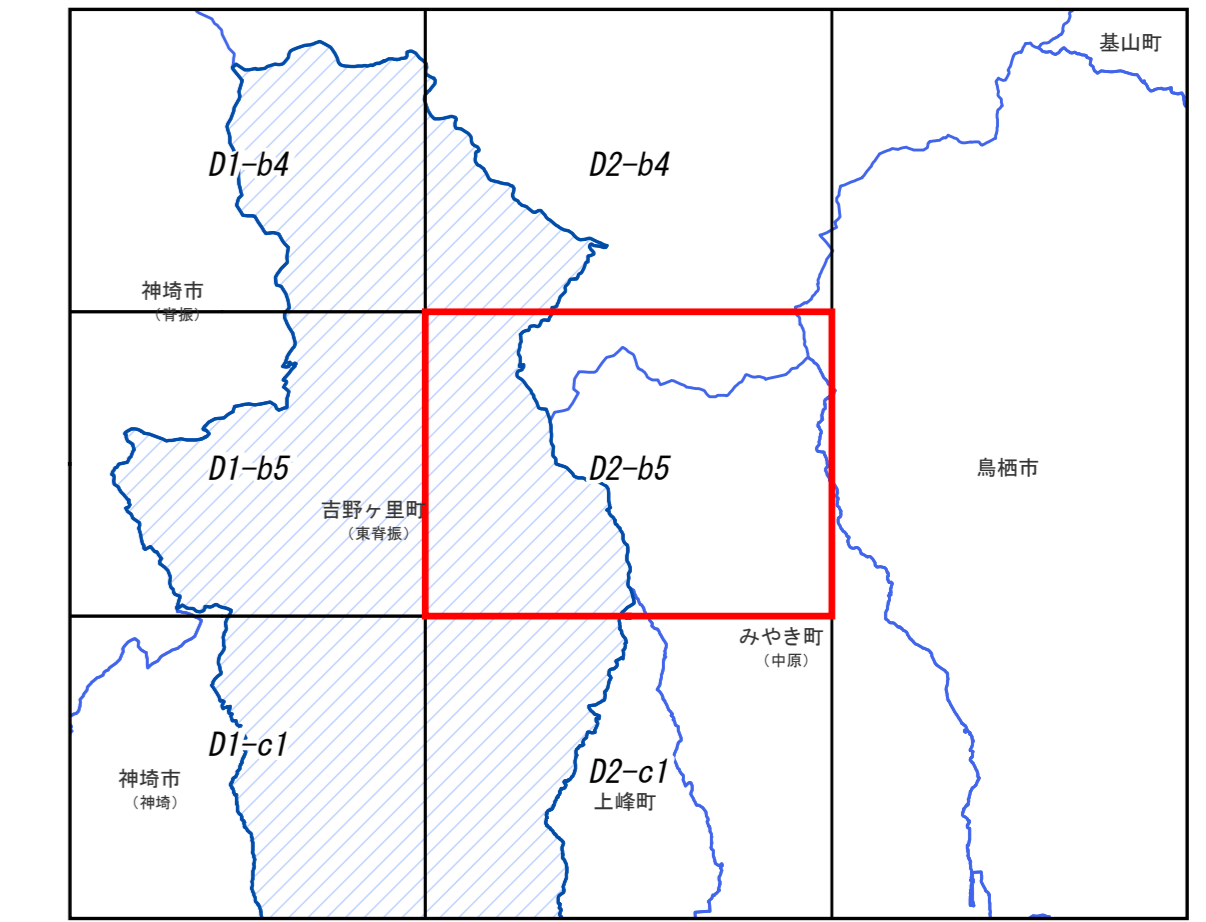 基山町
D1-b4
D2-b4
神埼市
（脊振）
D1-b5
D2-b5
鳥栖市
吉野ヶ里町
（東脊振）
みやき町
（中原）
D1-c1
神埼市
（神埼）
D2-c1
上峰町